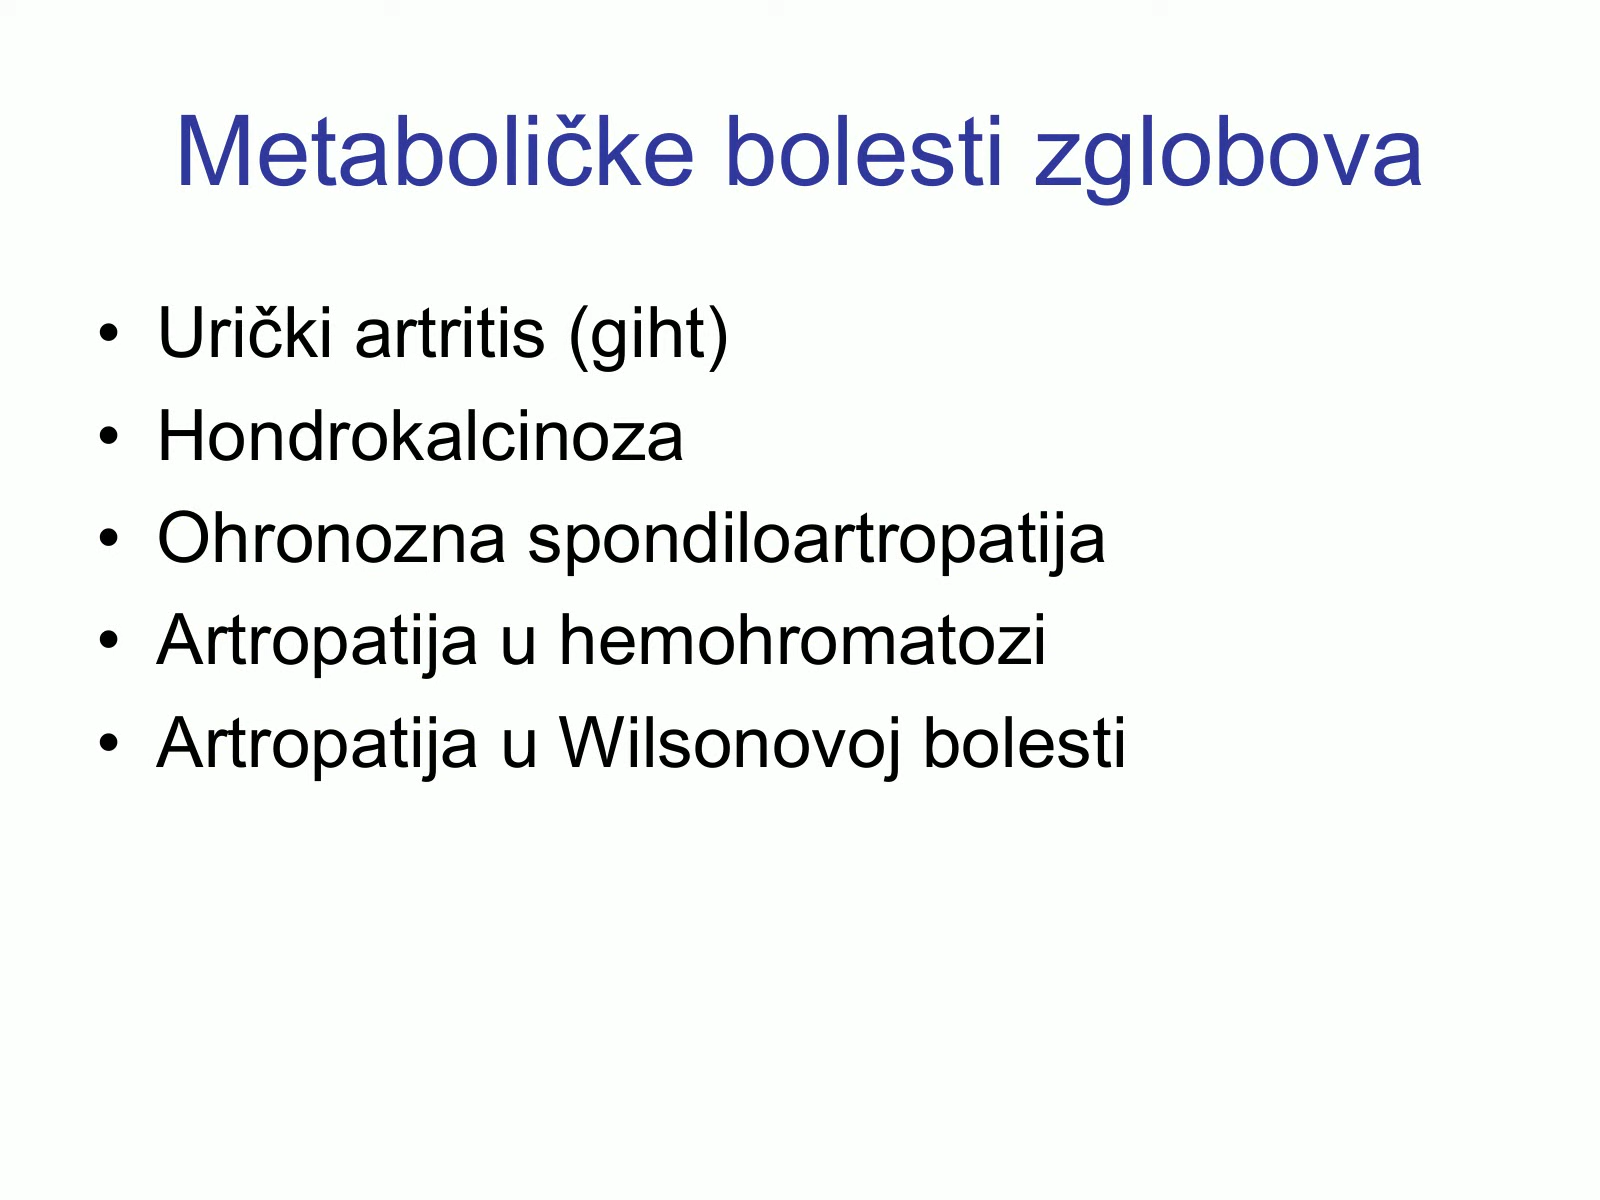 Metaboličke bolesti zglobova
• Urički artritis (giht)
• Hondrokalcinoza
• Ohronozna spondiloartropatija
• Artropatija u hemohromatozi
• Artropatija u Wilsonovoj bolesti